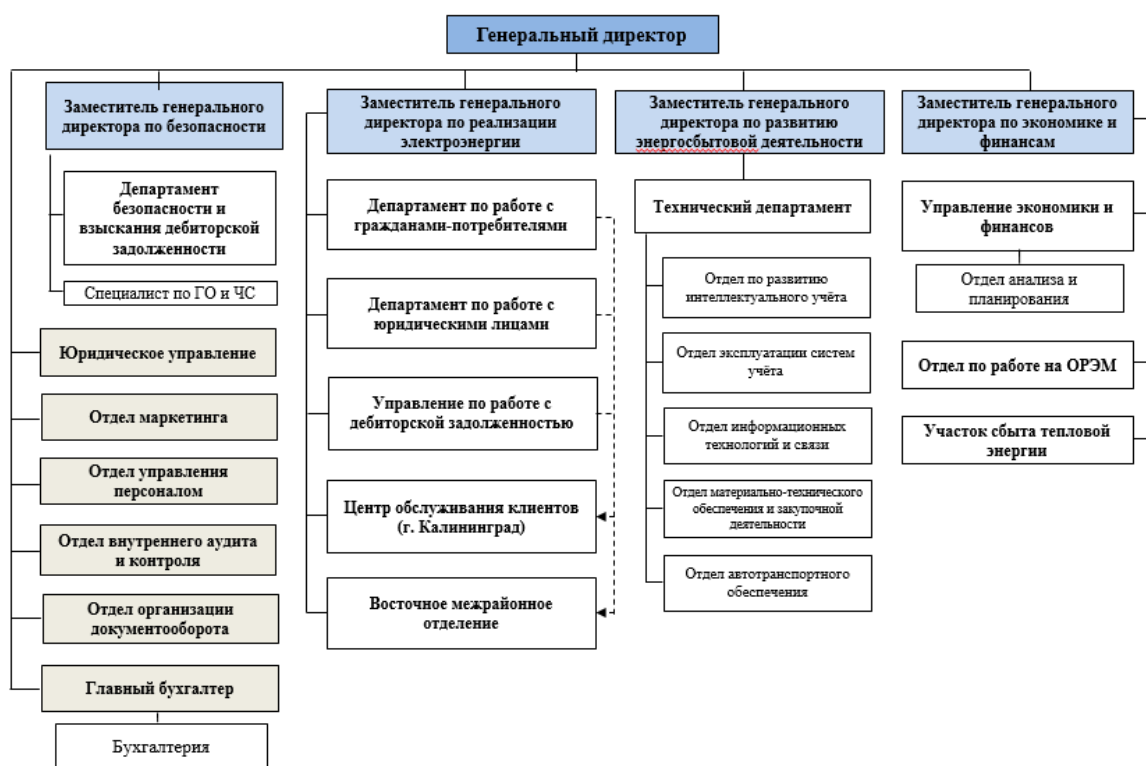 Генеральный директор
Заместитель генерального
директора по безопасности
Департамент
безопасности и
взыскания дебиторской
задолженности
Специалист по ГО и ЧС
Юридическое управление
Отдел маркетинга
Отдел управления
персоналом
Отдел внутреннего аудита
и контроля
Отдел организации
документооборота
Главный бухгалтер
Бухгалтерия
Заместитель генерального
директора по реализации
электроэнергии
Департамент по работе с
гражданами-потребителями
Департамент по работе с
юридическими лицами
Управление по работе с
дебиторской задолженностью
Центр обслуживания клиентов
(г. Калининград)
Восточное межрайонное
отделение
Заместитель генерального
директора по развитию
энергосбытовой деятельности
Технический департамент
Отдел по развитию
интеллектуального учёта
Отдел эксплуатации систем
учёта
Отдел информационных
технологий и связи
Отдел материально-технического
обеспечения и закупочной
деятельности
Отдел автотранспортного
обеспечения
Заместитель генерального
директора по экономике и
финансам
Управление экономики и
финансов
Отдел анализа и
планирования
Отдел по работе на ОРЭМ
Участок сбыта тепловой
энергии